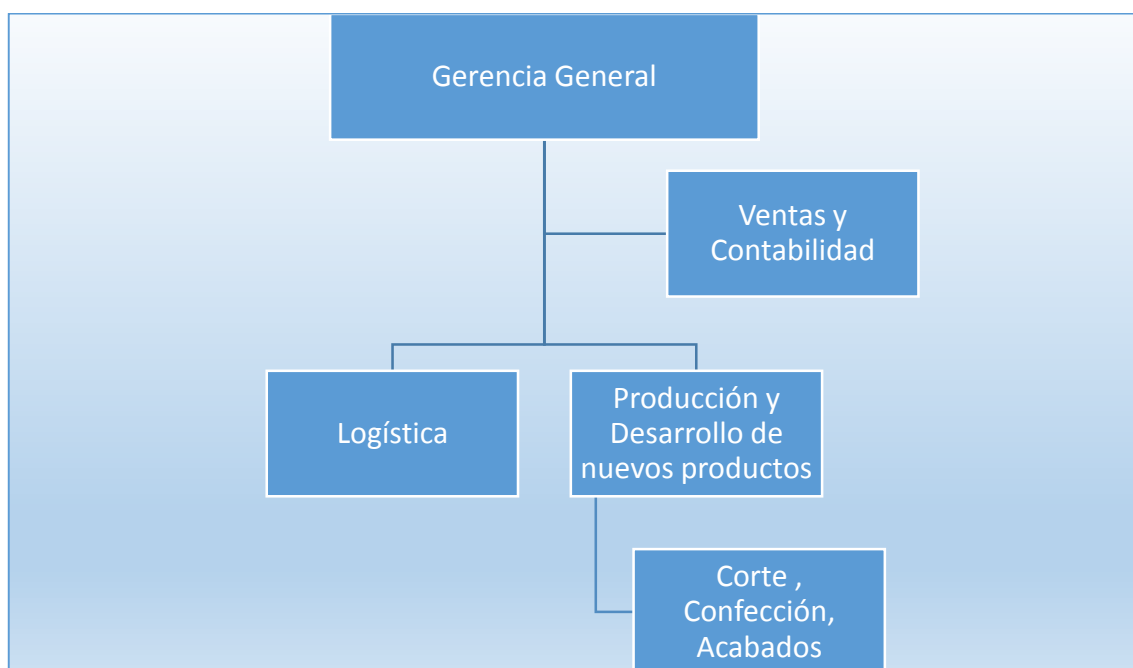 Gerencia General
Ventas y
Contabilidad
Logística
Producción y
Desarrollo de
nuevos productos
Corte ,
Confección,
Acabados